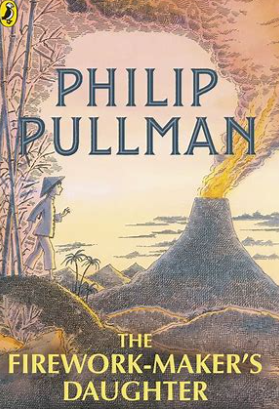 PHILIP
PULLMAN
THE
FIREWORK-MAKER'S
DAUGHTER